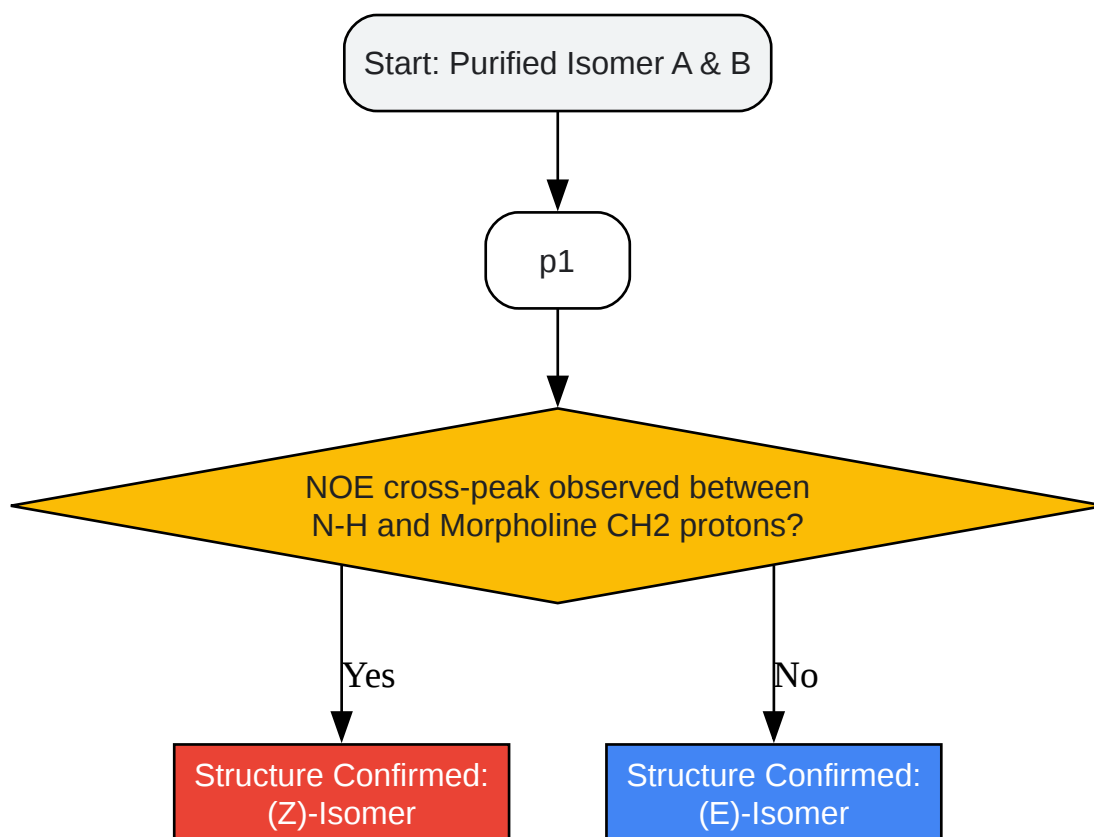 Start: Purified Isomer A & B
p1
NOE cross-peak observed between
N-H and Morpholine CH2 protons?
Yes
No
Structure Confirmed:
(Z)-Isomer
Structure Confirmed:
(E)-Isomer